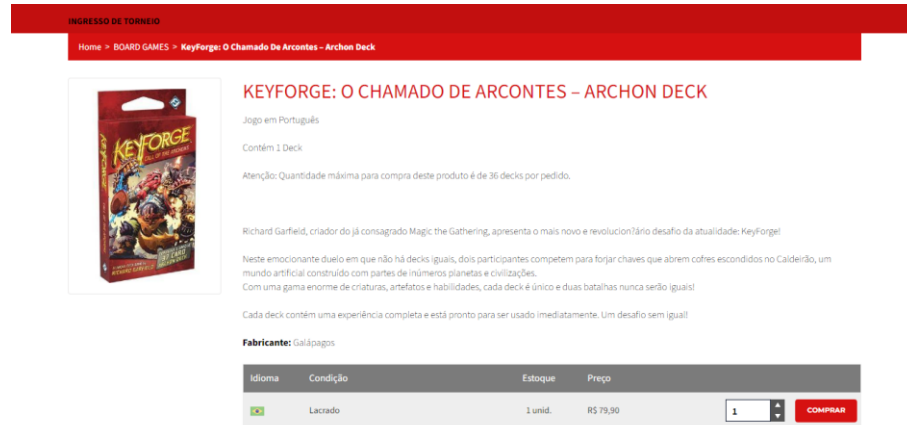 INGRESSO DE TORNEIO
Home > BOARD GAMES > KeyForge: O Chamado De Arcontes – Archon Deck
KEYFORGE: O CHAMADO DE ARCONTES – ARCHON DECK
Jogo em Português
Contém 1 Deck
Atenção: Quantidade máxima para compra deste produto é de 36 decks por pedido.
KEYFORGE
CALL OF THE ARCHONS
RICHARD GARFIELD
ARCHON DECK
Richard Garfield, criador do já consagrado Magic the Gathering, apresenta o mais novo e revolucion?ário desafio da atualidade: KeyForge!
Neste emocionante duelo em que não há decks iguais, dois participantes competem para forjar chaves que abrem cofres escondidos no Caldeirão, um
mundo artificial construído com partes de inúmeros planetas e civilizações.
Com uma gama enorme de criaturas, artefatos e habilidades, cada deck é único e duas batalhas nunca serão iguais!
Cada deck contém uma experiência completa e está pronto para ser usado imediatamente. Um desafio sem igual!
Fabricante: Galápagos
Idioma Condição Estoque Preço
Lacrado 1 unid. R$ 79,90 1 COMPRAR